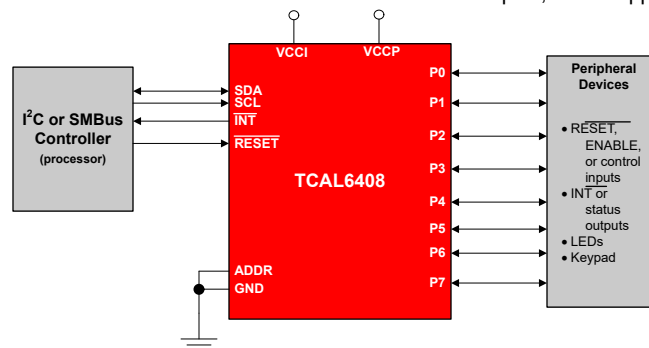 VCCI
VCCP
I²C or SMBus
Controller
(processor)
SDA
SCL
INT
RESET
TCAL6408
ADDR
GND
P0
P1
P2
P3
P4
P5
P6
P7
Peripheral
Devices
• RESET,
ENABLE,
or control
inputs
• INT or
status
outputs
• LEDs
• Keypad